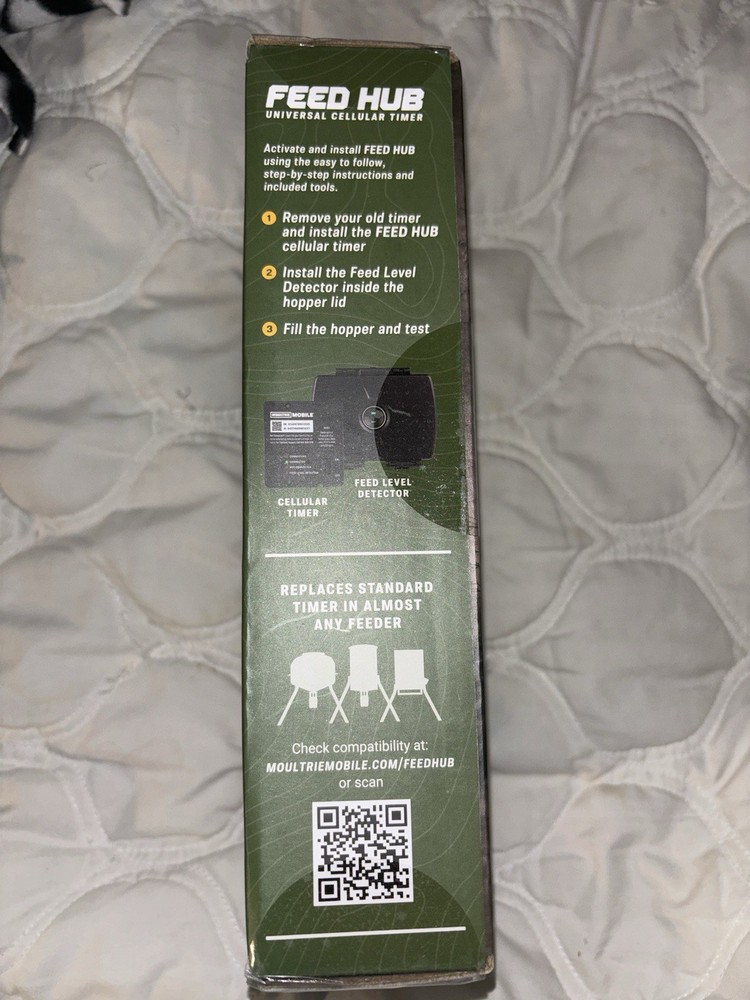 FEED HUB
UNIVERSAL CELLULAR TIMER
Activate and install FEED HUB
using the easy to follow,
step-by-step instructions and
included tools.
1 Remove your old timer
and install the FEED HUB
cellular timer
2 Install the Feed Level
Detector inside the
hopper lid
3 Fill the hopper and test
MOULTRIE MOBILE
CELLULAR
TIMER
FEED LEVEL
DETECTOR
REPLACES STANDARD
TIMER IN ALMOST
ANY FEEDER
Check compatibility at:
MOULTRIEMOBILE.COM/FEEDHUB
or scan